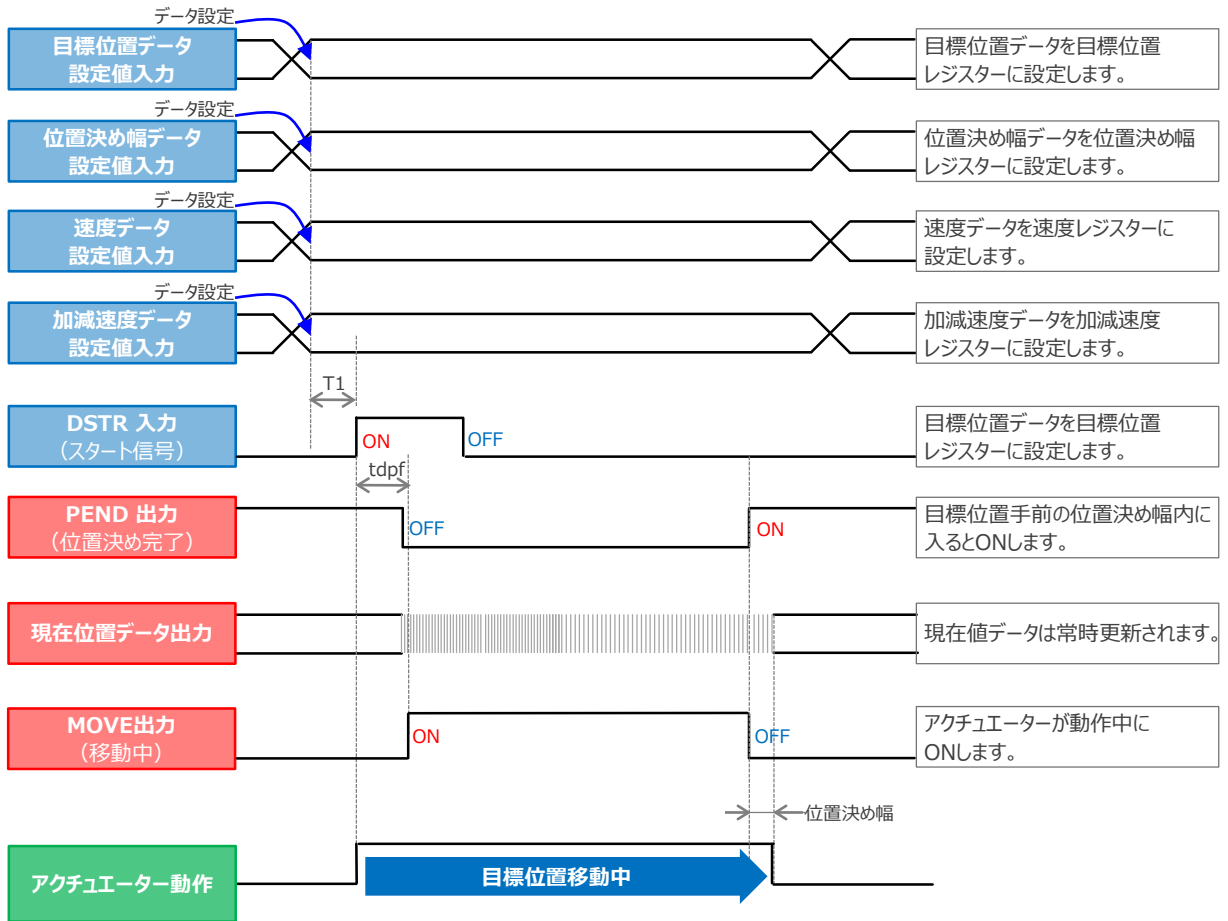 データ設定
目標位置データ
設定値入力
目標位置データを目標位置
レジスターに設定します。
データ設定
位置決め幅データ
設定値入力
位置決め幅データを位置決め幅
レジスターに設定します。
データ設定
速度データ
設定値入力
速度データを速度レジスターに
設定します。
データ設定
加減速度データ
設定値入力
加減速度データを加減速度
レジスターに設定します。
T1
DSTR 入力
（スタート信号）
ON
OFF
目標位置データを目標位置
レジスターに設定します。
tdpf
PEND 出力
（位置決め完了）
OFF
ON
目標位置手前の位置決め幅内に
入るとONします。
現在位置データ出力
現在値データは常時更新されます。
MOVE出力
（移動中）
ON
OFF
アクチュエーターが動作中に
ONします。
位置決め幅
アクチュエーター動作
目標位置移動中